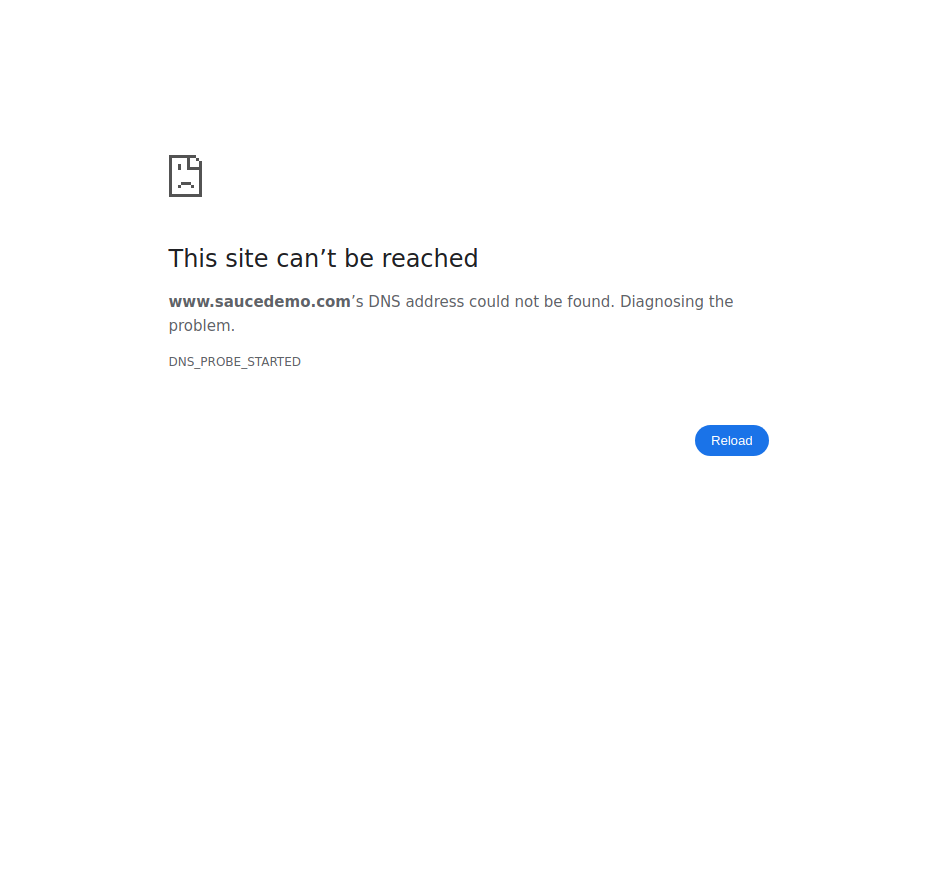 This site can’t be reached
www.saucedemo.com’s DNS address could not be found. Diagnosing the
problem.
DNS_PROBE_STARTED
Reload